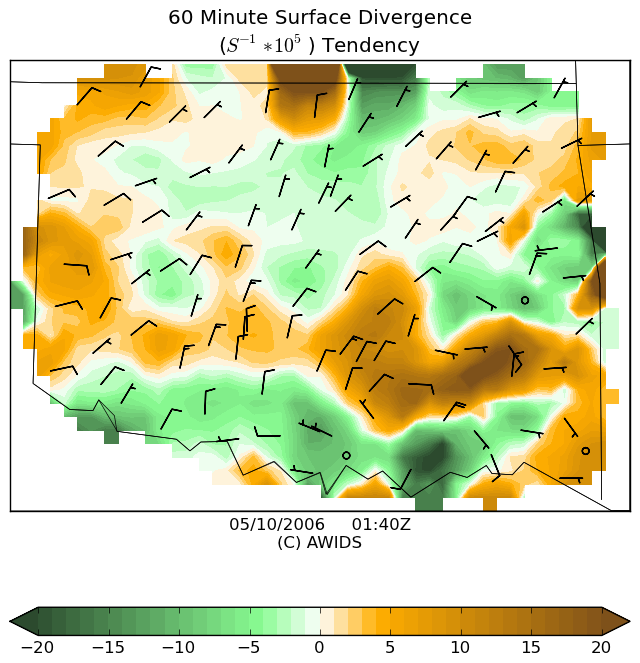 60 Minute Surface Divergence
(S⁻¹ ∗ 10⁵ ) Tendency
05/10/2006 01:40Z
(C) AWIDS
−20 −15 −10 −5 0 5 10 15 20